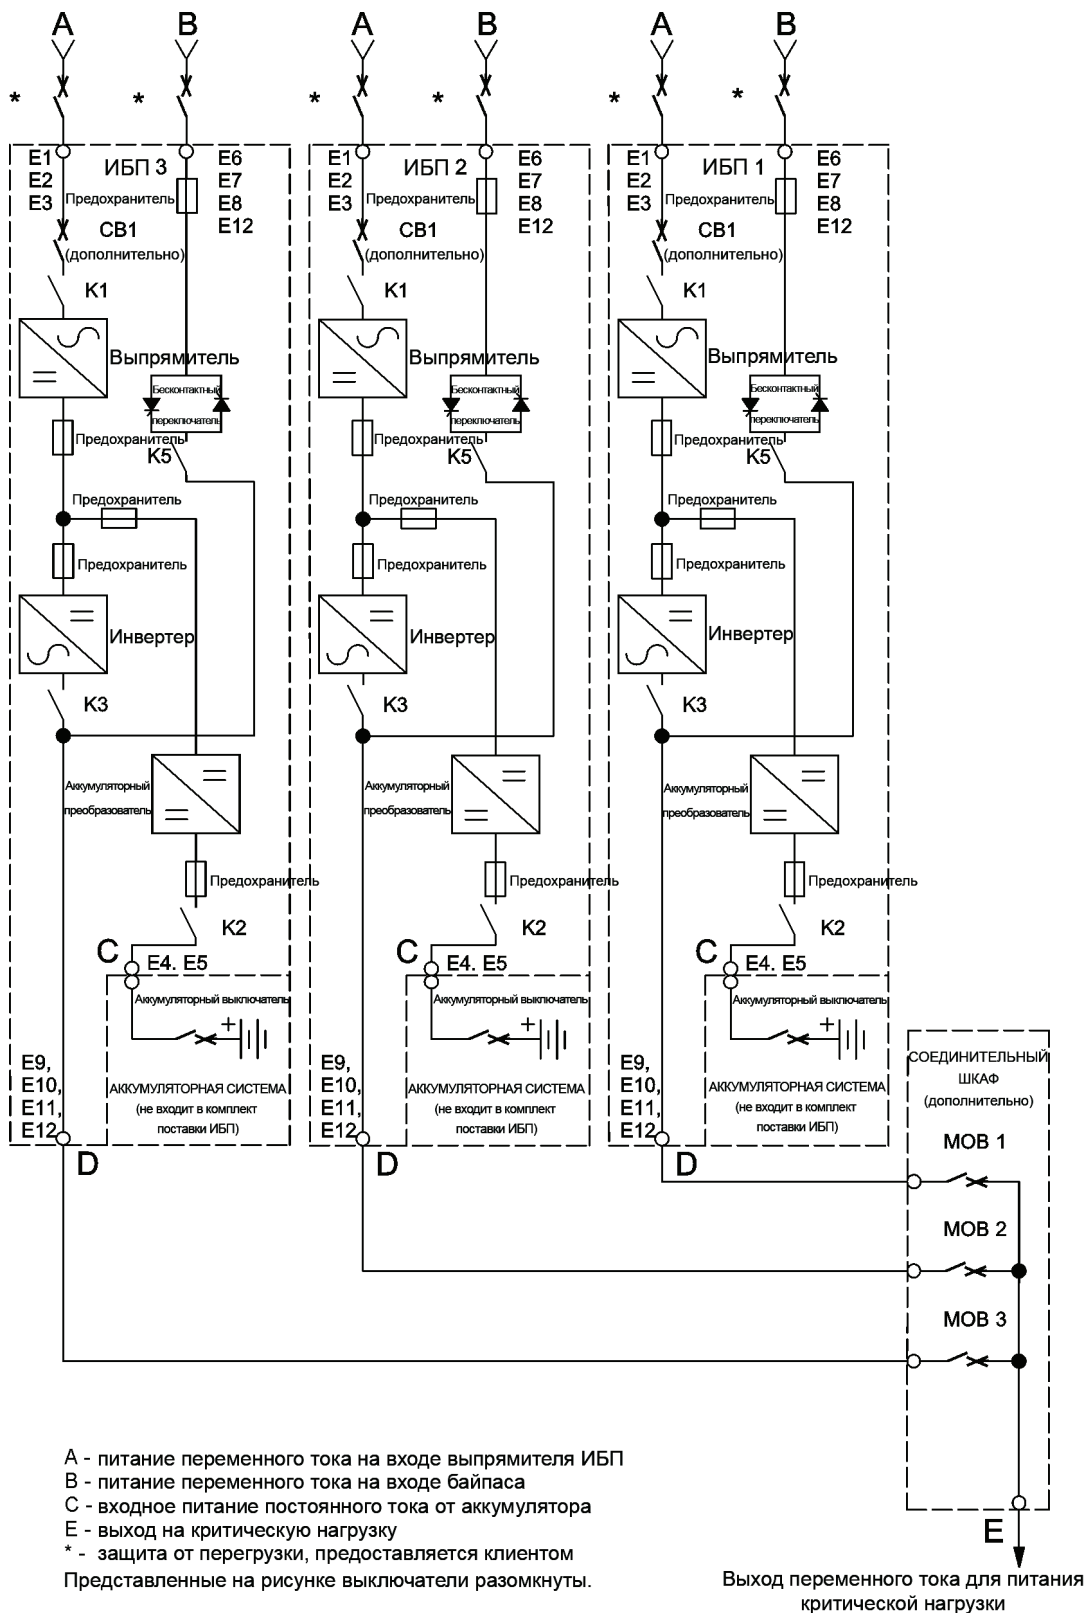 A B A B A B
* * * * * *
E1 ИБП 3 E6
E2 E7
E3 Предохранитель E8
СВ1 E12
(дополнительно)
K1
Выпрямитель
Бесконтактный
переключатель
Предохранитель
K5
Предохранитель
Предохранитель
Инвертер
K3
Аккумуляторный
преобразователь
Предохранитель
K2
C
E4. E5
Аккумуляторный выключатель
+
E9,
E10,
E11,
E12
АККУМУЛЯТОРНАЯ СИСТЕМА
(не входит в комплект
поставки ИБП)
D
E1 ИБП 2 E6
E2 E7
E3 Предохранитель E8
СВ1 E12
(дополнительно)
K1
Выпрямитель
Бесконтактный
переключатель
Предохранитель
K5
Предохранитель
Предохранитель
Инвертер
K3
Аккумуляторный
преобразователь
Предохранитель
K2
C
E4. E5
Аккумуляторный выключатель
+
E9,
E10,
E11,
E12
АККУМУЛЯТОРНАЯ СИСТЕМА
(не входит в комплект
поставки ИБП)
D
E1 ИБП 1 E6
E2 E7
E3 Предохранитель E8
СВ1 E12
(дополнительно)
K1
Выпрямитель
Бесконтактный
переключатель
Предохранитель
K5
Предохранитель
Предохранитель
Инвертер
K3
Аккумуляторный
преобразователь
Предохранитель
K2
C
E4. E5
Аккумуляторный выключатель
+
E9,
E10,
E11,
E12
АККУМУЛЯТОРНАЯ СИСТЕМА
(не входит в комплект
поставки ИБП)
D
СОЕДИНИТЕЛЬНЫЙ
ШКАФ
(дополнительно)
МОВ 1
МОВ 2
МОВ 3
E
Выход переменного тока для питания
критической нагрузки
A - питание переменного тока на входе выпрямителя ИБП
B - питание переменного тока на входе байпаса
C - входное питание постоянного тока от аккумулятора
E - выход на критическую нагрузку
* - защита от перегрузки, предоставляется клиентом
Представленные на рисунке выключатели разомкнуты.